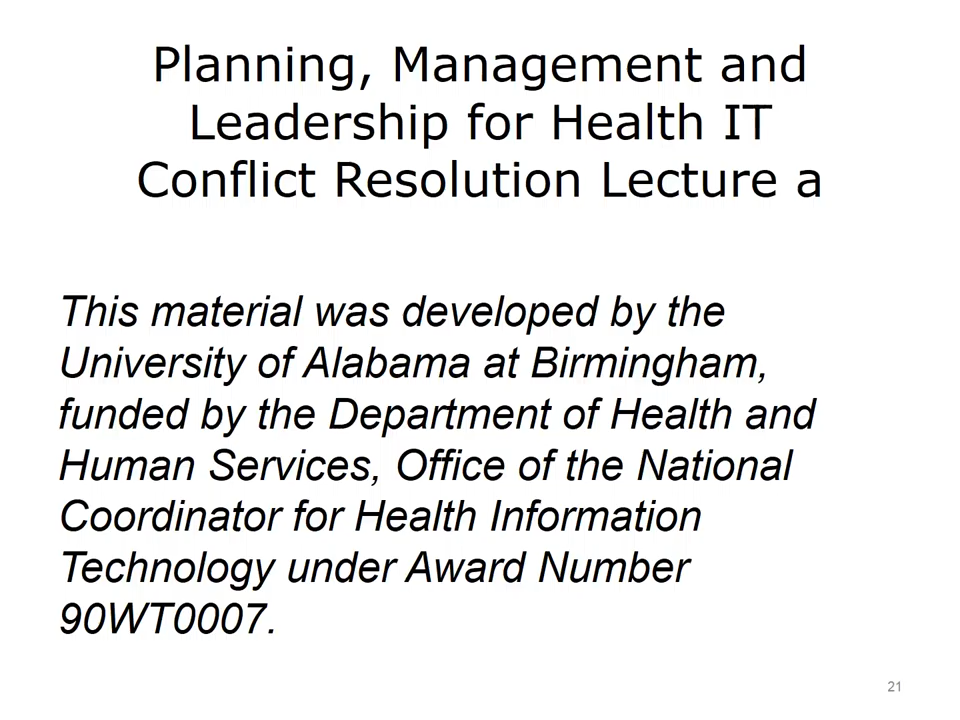 Planning, Management and
Leadership for Health IT
Conflict Resolution Lecture a
This material was developed by the
University of Alabama at Birmingham,
funded by the Department of Health and
Human Services, Office of the National
Coordinator for Health Information
Technology under Award Number
90WT0007.
21